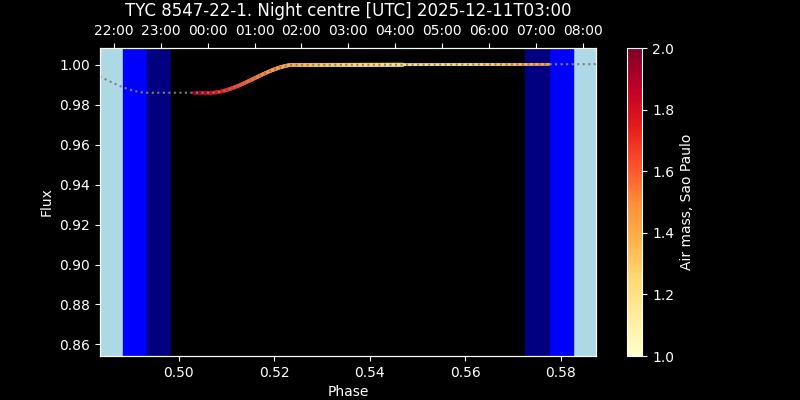 TYC 8547-22-1. Night centre [UTC] 2025-12-11T03:00
22:00 23:00 00:00 01:00 02:00 03:00 04:00 05:00 06:00 07:00 08:00
1.00
0.98
0.96
0.94
0.92
0.90
0.88
0.86
Flux
0.50 0.52 0.54 0.56 0.58
Phase
2.0
1.8
1.6
1.4
1.2
1.0
Air mass, Sao Paulo